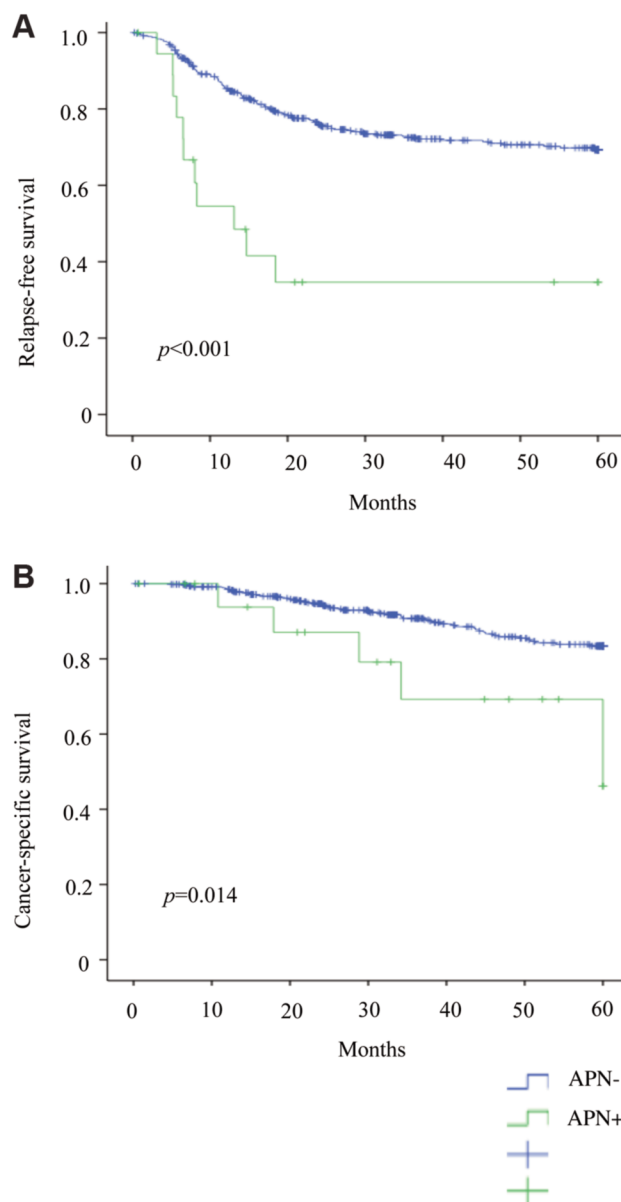 A
1.0
0.8
0.6
0.4
0.2
0
Relapse-free survival
p<0.001
0 10 20 30 40 50 60
Months
B
1.0
0.8
0.6
0.4
0.2
0
Cancer-specific survival
p=0.014
0 10 20 30 40 50 60
Months
APN-
APN+